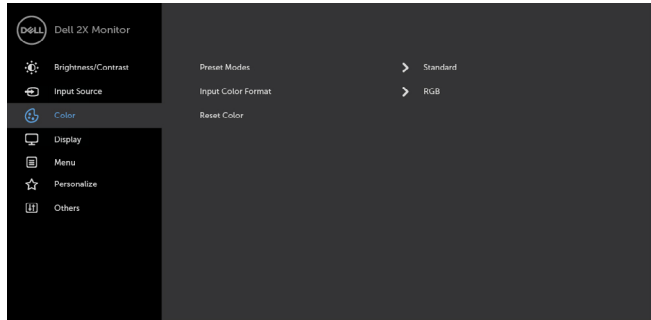 DELL Dell 2X Monitor
Brightness/Contrast Preset Modes Standard
Input Source Input Color Format RGB
Color Reset Color
Display
Menu
Personalize
Others